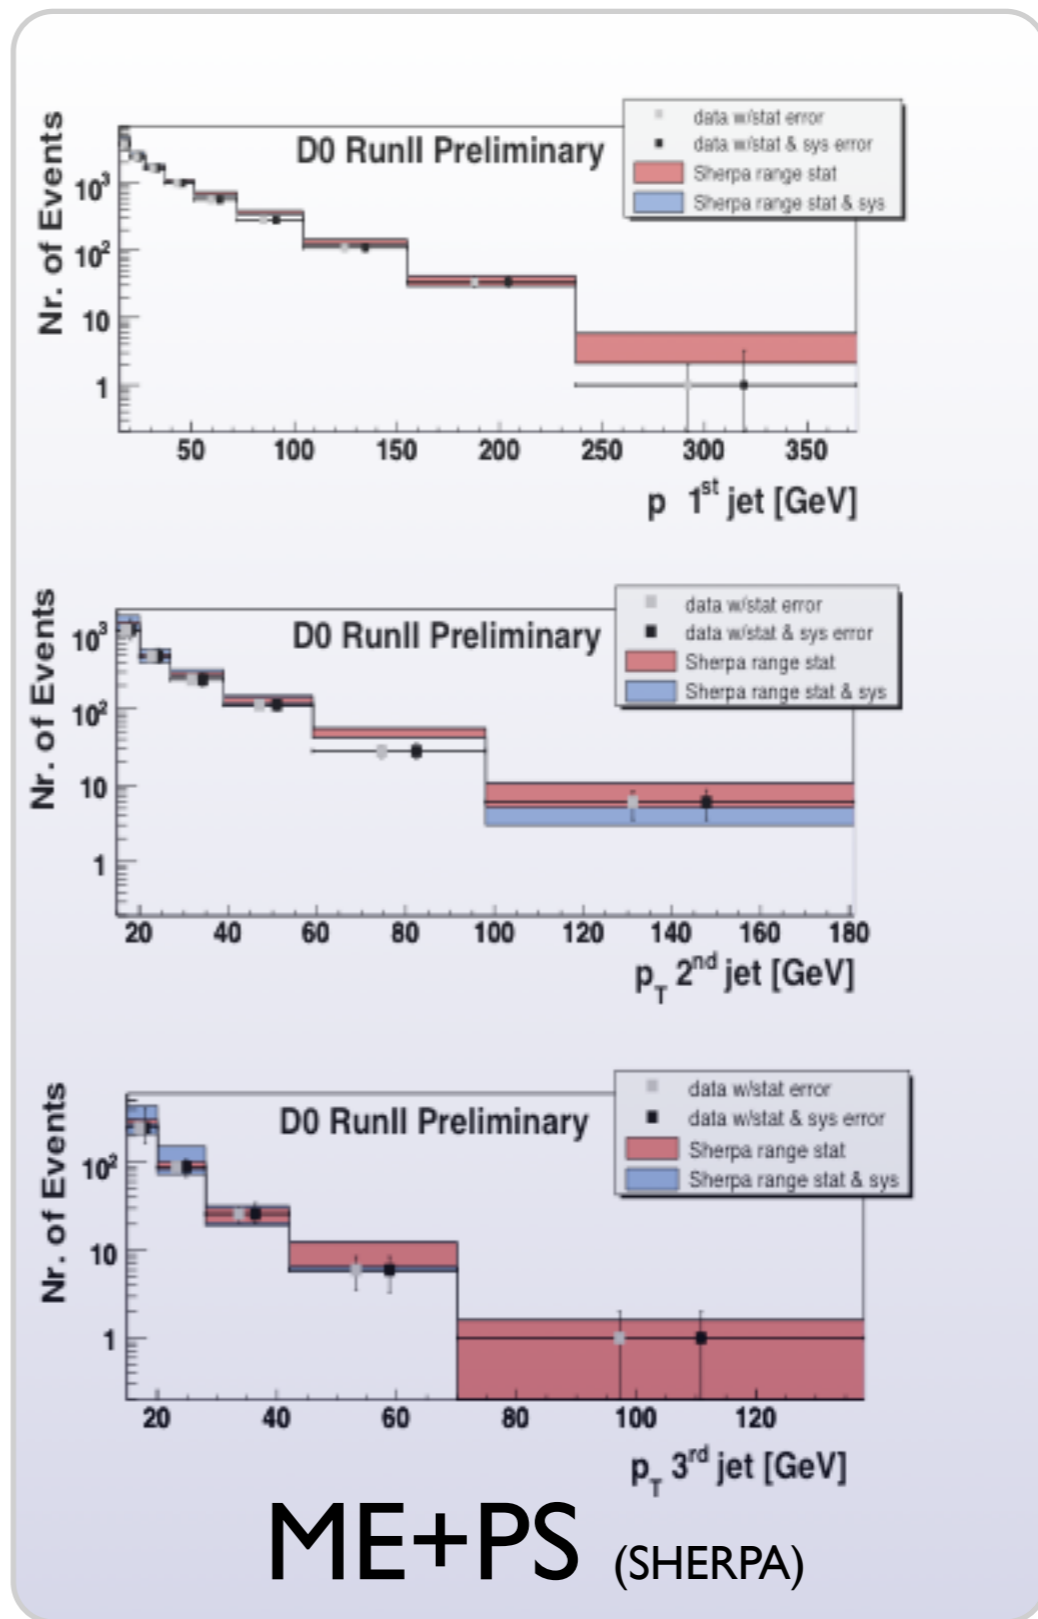 Nr. of Events
D0 RunII Preliminary
data w/stat error
data w/stat & sys error
Sherpa range stat
Sherpa range stat & sys
10³
10²
10
1
50 100 150 200 250 300 350
p 1st jet [GeV]
Nr. of Events
D0 RunII Preliminary
data w/stat error
data w/stat & sys error
Sherpa range stat
Sherpa range stat & sys
10³
10²
10
1
20 40 60 80 100 120 140 160 180
p_T 2nd jet [GeV]
Nr. of Events
D0 RunII Preliminary
data w/stat error
data w/stat & sys error
Sherpa range stat
Sherpa range stat & sys
10²
10
1
20 40 60 80 100 120
p_T 3rd jet [GeV]
ME+PS (SHERPA)